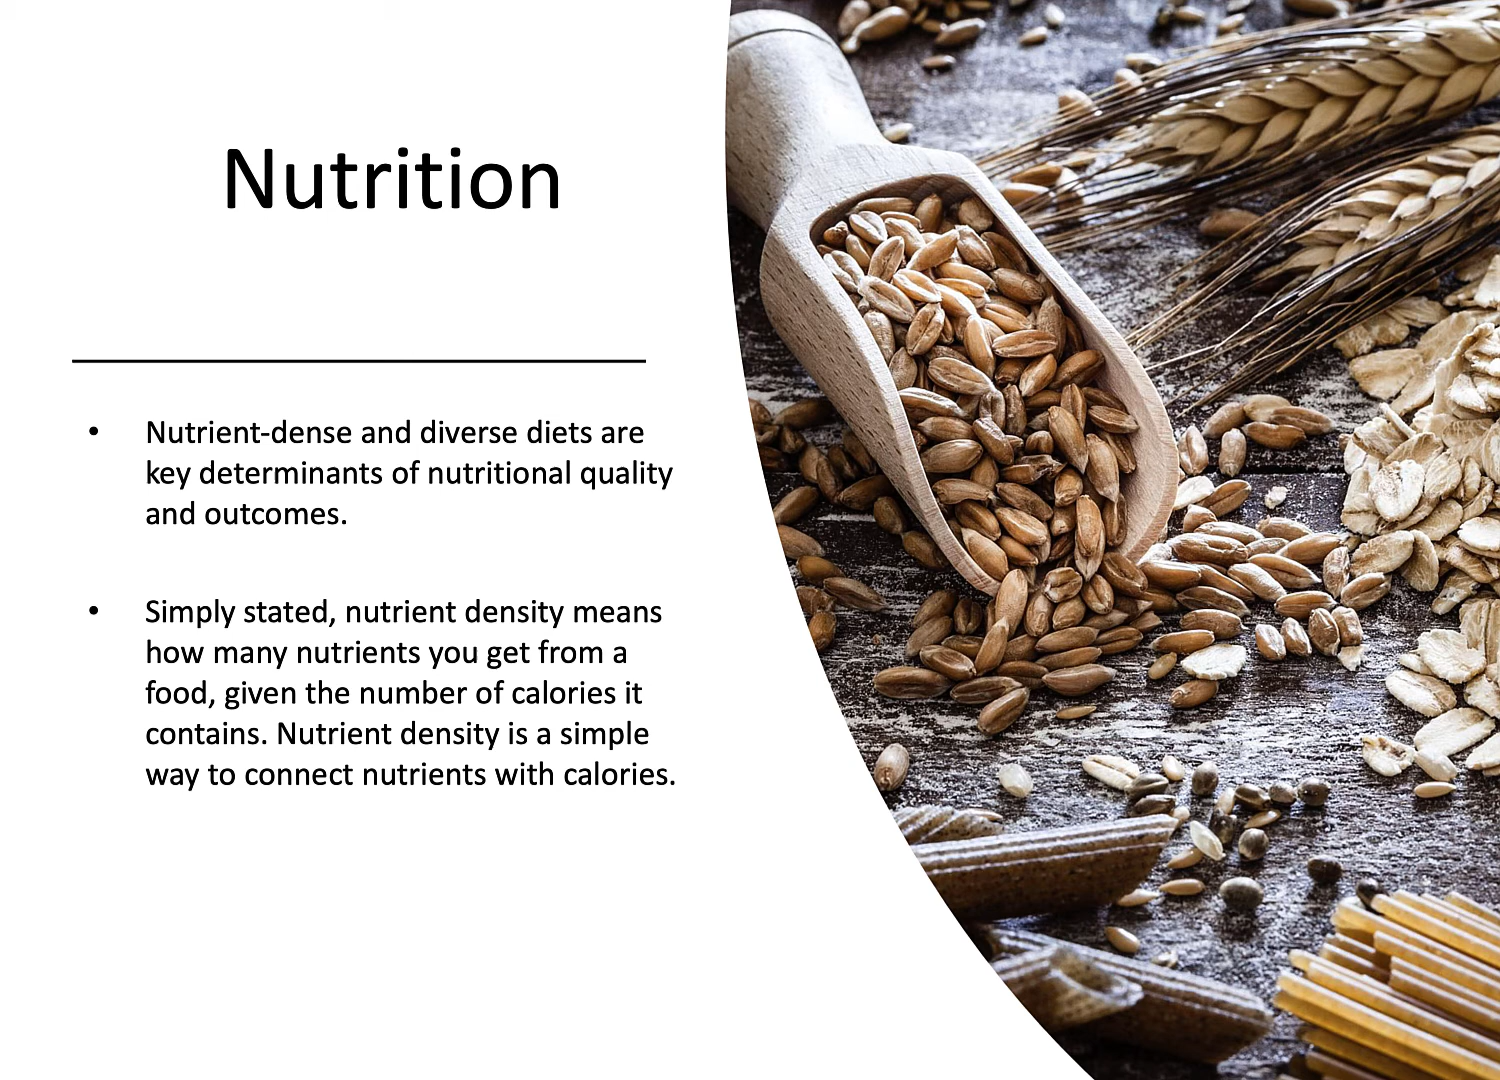 Nutrition
• Nutrient-dense and diverse diets are
key determinants of nutritional quality
and outcomes.
• Simply stated, nutrient density means
how many nutrients you get from a
food, given the number of calories it
contains. Nutrient density is a simple
way to connect nutrients with calories.